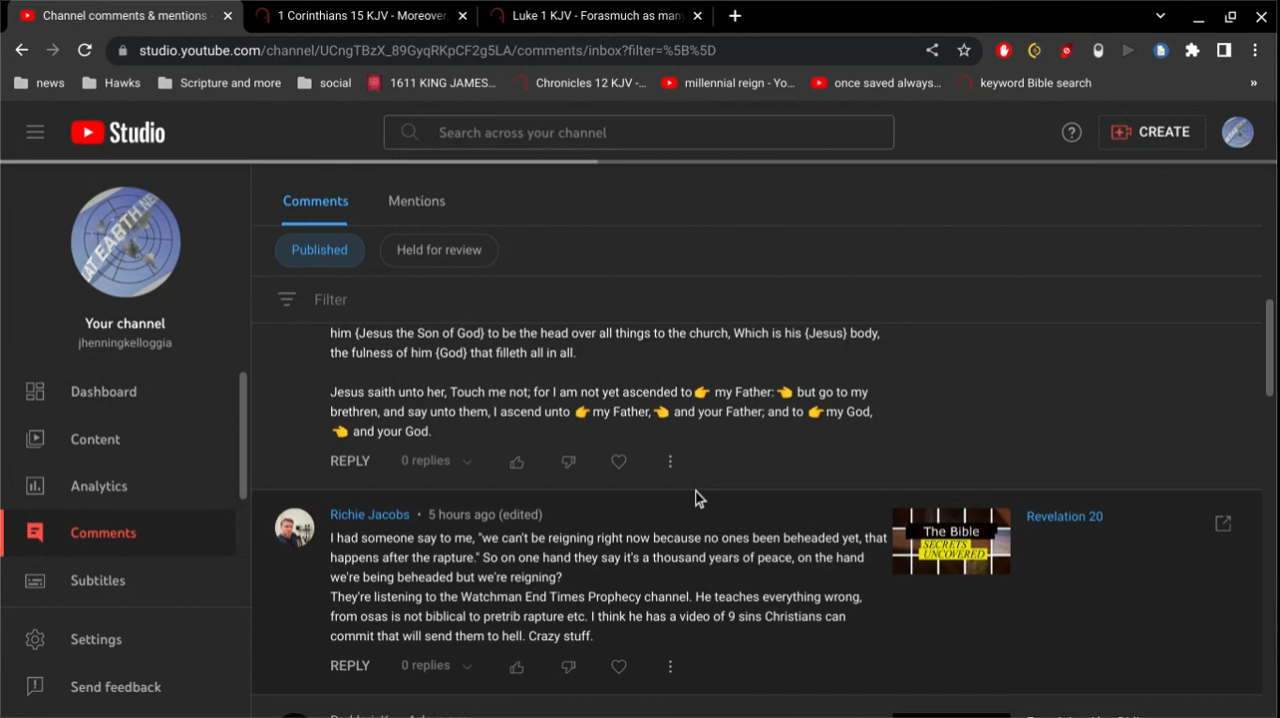 Channel comments & mentions -
1 Corinthians 15 KJV - Moreover,
Luke 1 KJV - Forasmuch as many
studio.youtube.com/channel/UCngTBzX_89GyqRKpCF2g5LA/comments/inbox?filter=%5B%5D
news
Hawks
Scripture and more
social
1611 KING JAMES...
Chronicles 12 KJV -...
millennial reign - Yo...
once saved always...
keyword Bible search
»
Studio
Search across your channel
CREATE
AT EARTH NE
Your channel
jhenningkelloggia
Dashboard
Content
Analytics
Comments
Subtitles
Settings
Send feedback
Comments
Mentions
Published
Held for review
Filter
him {Jesus the Son of God} to be the head over all things to the church, Which is his {Jesus} body,
the fulness of him {God} that filleth all in all.
Jesus saith unto her, Touch me not; for I am not yet ascended to👉 my Father: 👈 but go to my
brethren, and say unto them, I ascend unto 👉my Father,👈 and your Father; and to 👉my God,
👈 and your God.
REPLY 0 replies
Richie Jacobs • 5 hours ago (edited)
I had someone say to me, "we can't be reigning right now because no ones been beheaded yet, that
happens after the rapture." So on one hand they say it's a thousand years of peace, on the hand
we're being beheaded but we're reigning?
They're listening to the Watchman End Times Prophecy channel. He teaches everything wrong,
from osas is not biblical to pretrib rapture etc. I think he has a video of 9 sins Christians can
commit that will send them to hell. Crazy stuff.
REPLY 0 replies
The Bible
SECRETS
UNCOVERED
Revelation 20